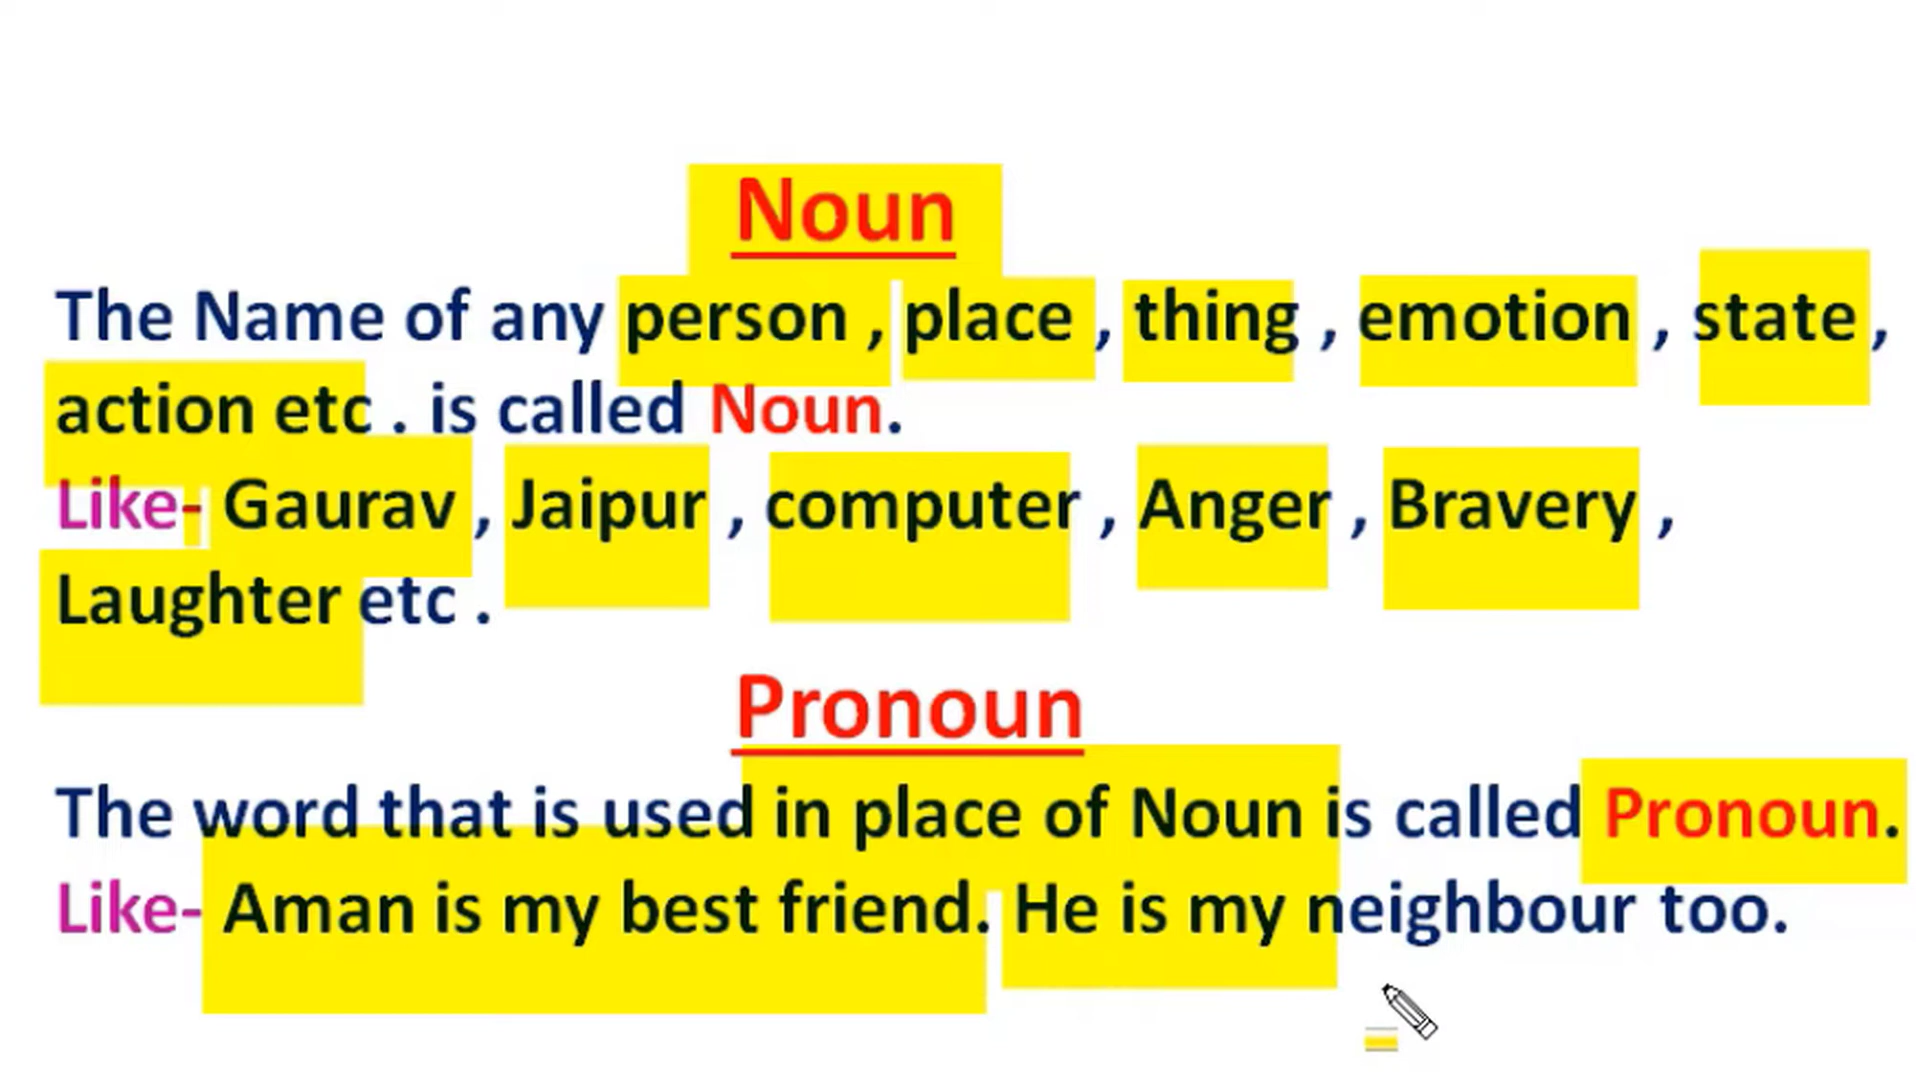 Noun
The Name of any person , place , thing , emotion , state ,
action etc . is called Noun.
Like- Gaurav , Jaipur , computer , Anger , Bravery ,
Laughter etc .
Pronoun
The word that is used in place of Noun is called Pronoun.
Like- Aman is my best friend. He is my neighbour too.